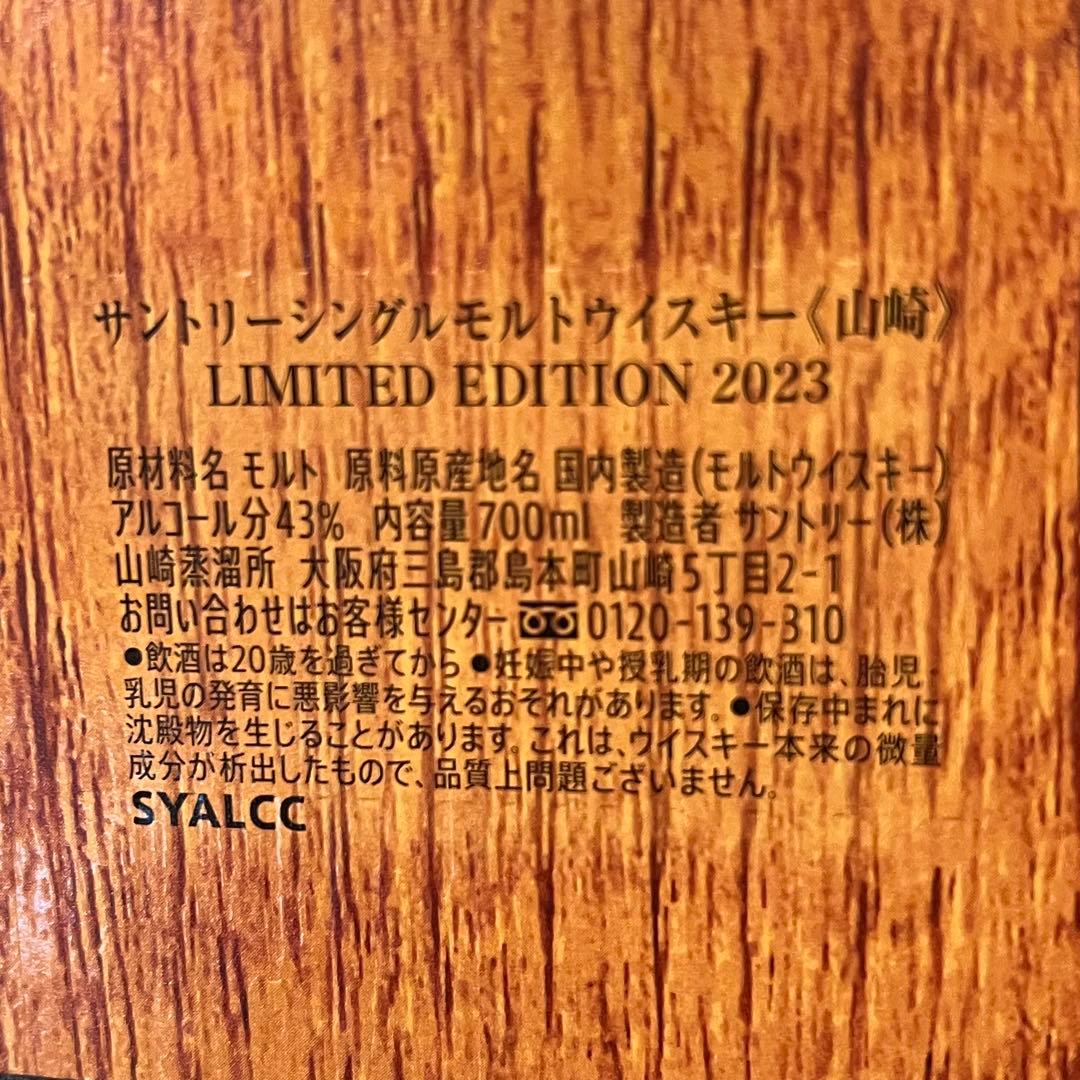 サントリーシングルモルトウイスキー《山崎》
LIMITED EDITION 2023
原材料名 モルト 原料原産地名 国内製造(モルトウイスキー)
アルコール分43% 内容量700ml 製造者 サントリー(株)
山崎蒸溜所 大阪府三島郡島本町山崎5丁目2-1
お問い合わせはお客様センター 0120-139-310
●飲酒は20歳を過ぎてから ●妊娠中や授乳期の飲酒は、胎児・
乳児の発育に悪影響を与えるおそれがあります。●保存中まれに
沈殿物を生じることがあります。これは、ウイスキー本来の微量
成分が析出したもので、品質上問題ございません。
SYALCC